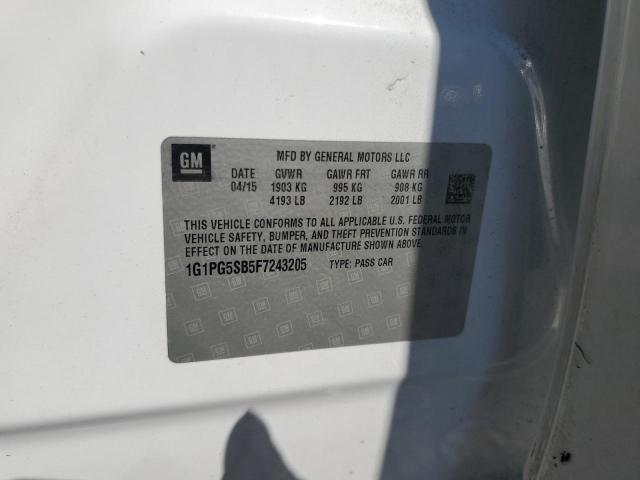 GM
MFD BY GENERAL MOTORS LLC
DATE GVWR GAWR FRT GAWR RR
04/15 1903 KG 995 KG 908 KG
4193 LB 2192 LB 2001 LB
THIS VEHICLE CONFORMS TO ALL APPLICABLE U.S. FEDERAL MOTOR
VEHICLE SAFETY, BUMPER, AND THEFT PREVENTION STANDARDS
IN EFFECT ON THE DATE OF MANUFACTURE SHOWN ABOVE.
1G1PG5SB5F7243205 TYPE: PASS CAR